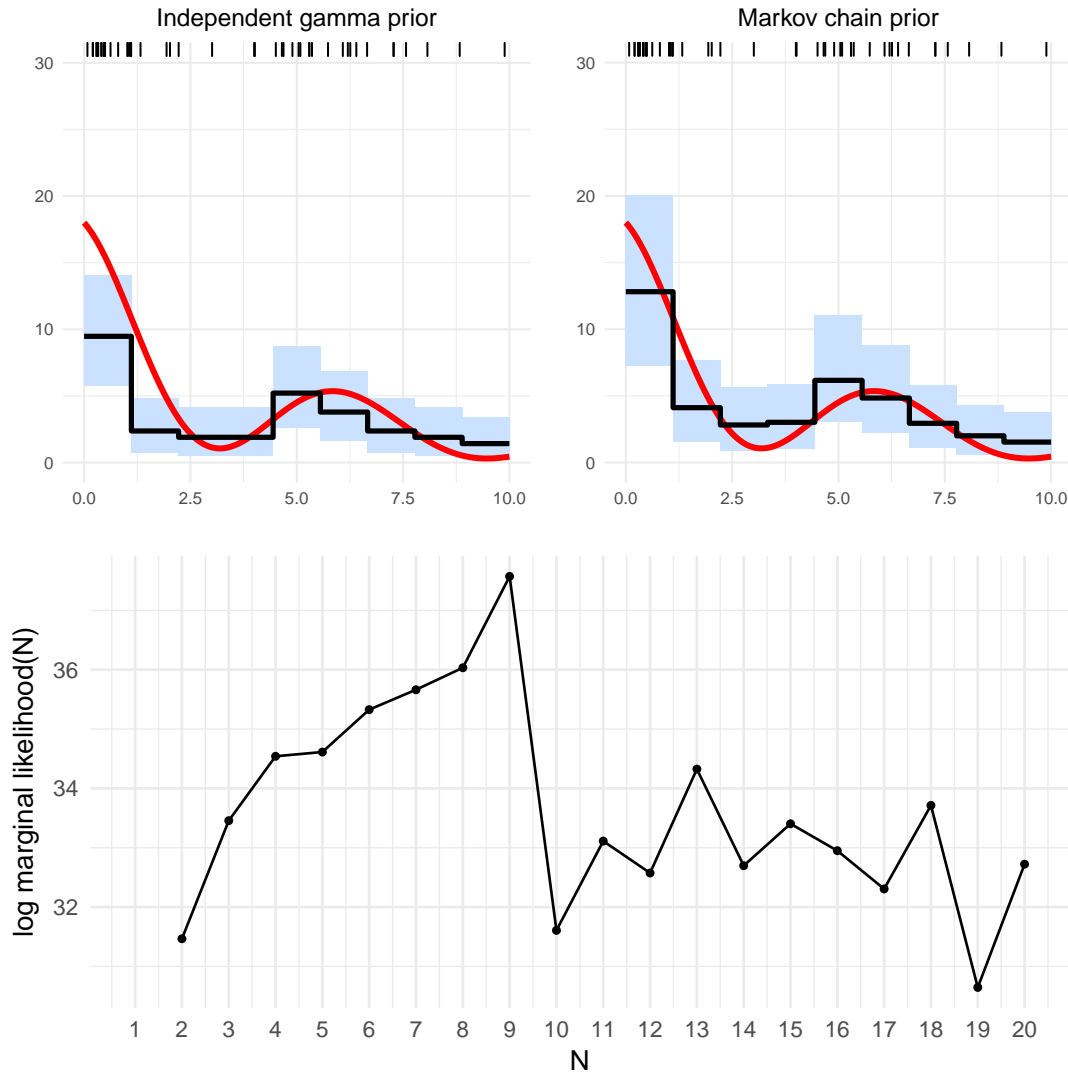 Independent gamma prior
Markov chain prior
30
20
10
0
0.0 2.5 5.0 7.5 10.0
30
20
10
0
0.0 2.5 5.0 7.5 10.0
log marginal likelihood(N)
36
34
32
1 2 3 4 5 6 7 8 9 10 11 12 13 14 15 16 17 18 19 20
N